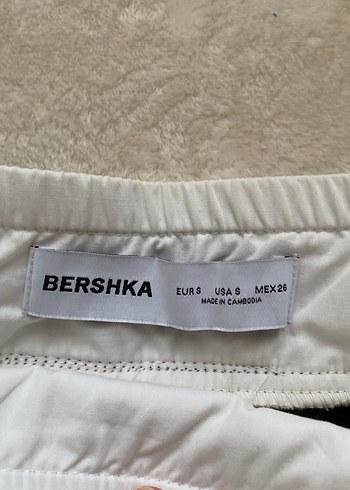 BERSHKA
EUR S USA S MEX 26
MADE IN CAMBODIA